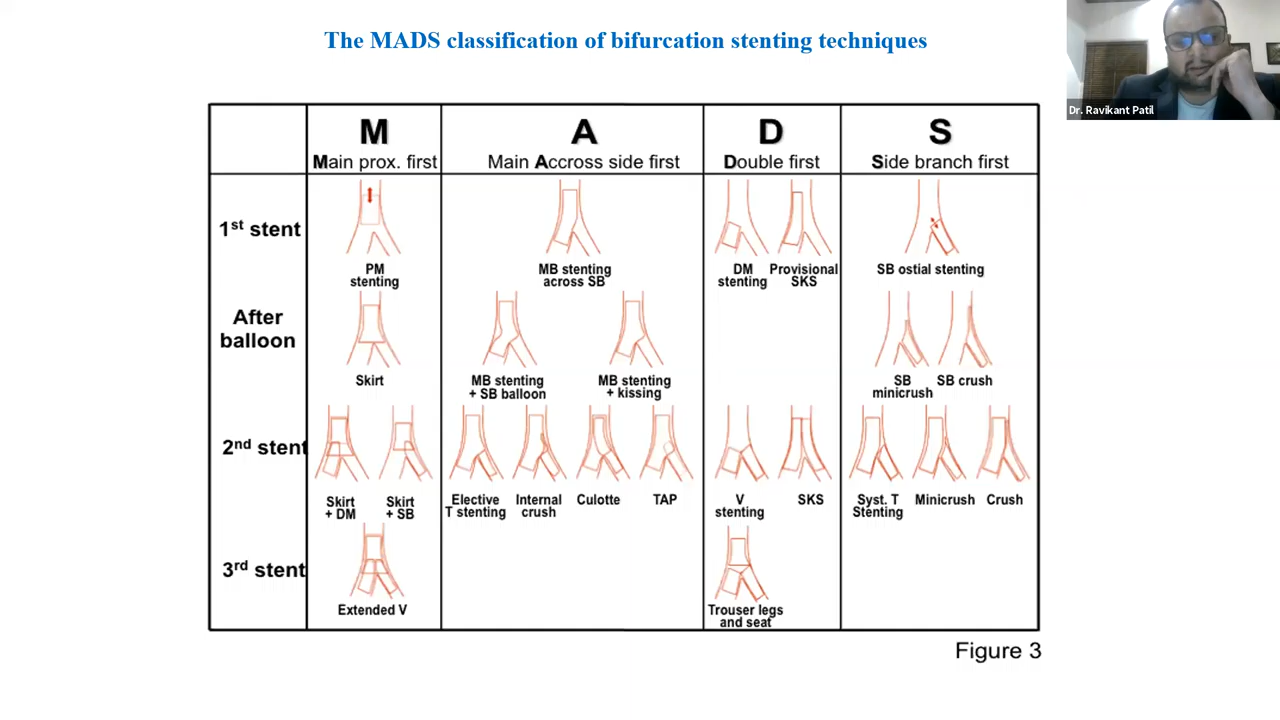 The MADS classification of bifurcation stenting techniques
Dr. Ravikant Patil
M A D S
Main prox. first Main Accross side first Double first Side branch first
1st stent
PM
stenting
MB stenting
across SB
DM
stenting
Provisional
SKS
SB ostial stenting
After
balloon
Skirt
MB stenting
+ SB balloon
MB stenting
+ kissing
SB
minicrush
SB crush
2nd stent
Skirt
+ DM
Skirt
+ SB
Elective
T stenting
Internal
crush
Culotte
TAP
V
stenting
SKS
Syst. T
Stenting
Minicrush
Crush
3rd stent
Extended V
Trouser legs
and seat
Figure 3